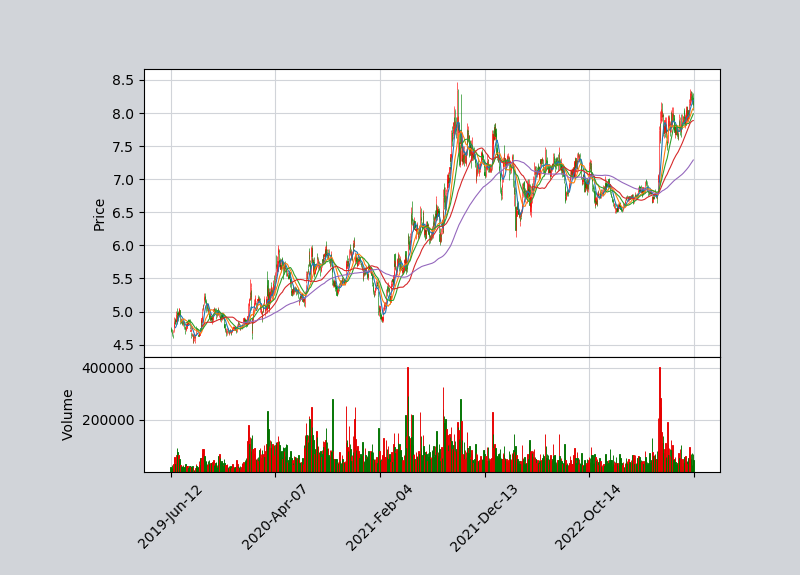 8.5
8.0
7.5
7.0
6.5
6.0
5.5
5.0
4.5
Price
400000
200000
Volume
2019-Jun-12
2020-Apr-07
2021-Feb-04
2021-Dec-13
2022-Oct-14